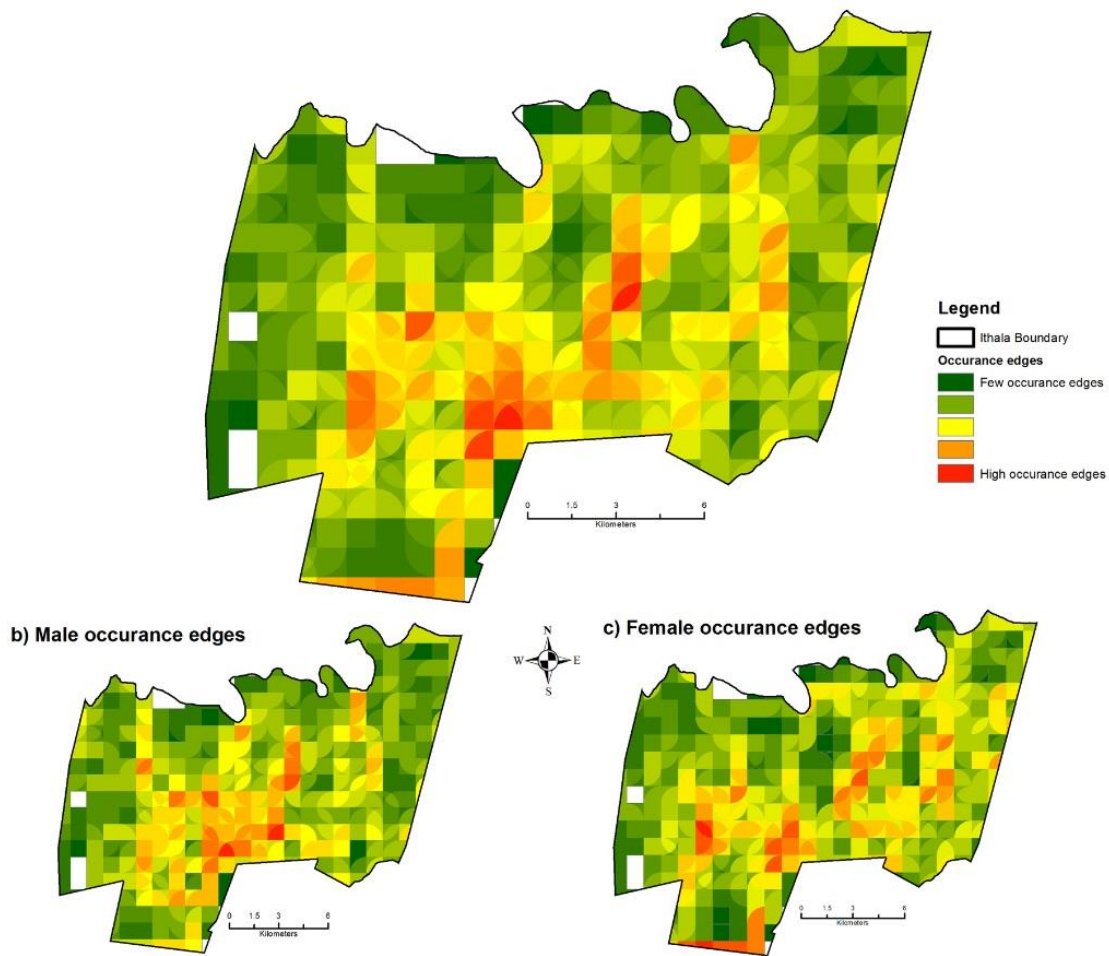 Legend
Ithala Boundary
Occurance edges
Few occurance edges
High occurance edges
0 1.5 3 6
Kilometers
b) Male occurance edges
N
W E
S
c) Female occurance edges
0 1.5 3 6
Kilometers
0 1.5 3 6
Kilometers